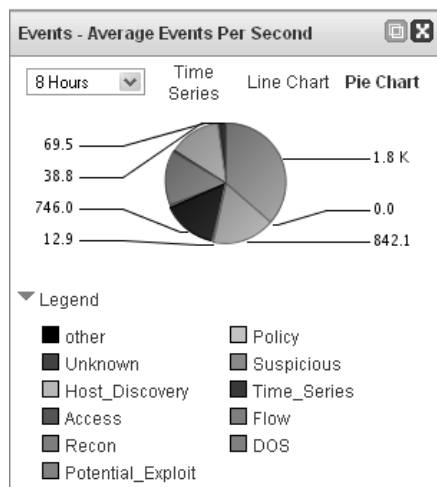 Events - Average Events Per Second
8 Hours
Time Series
Line Chart
Pie Chart
69.5
1.8 K
38.8
746.0
0.0
12.9
842.1
Legend
other
Policy
Unknown
Suspicious
Host_Discovery
Time_Series
Access
Flow
Recon
DOS
Potential_Exploit